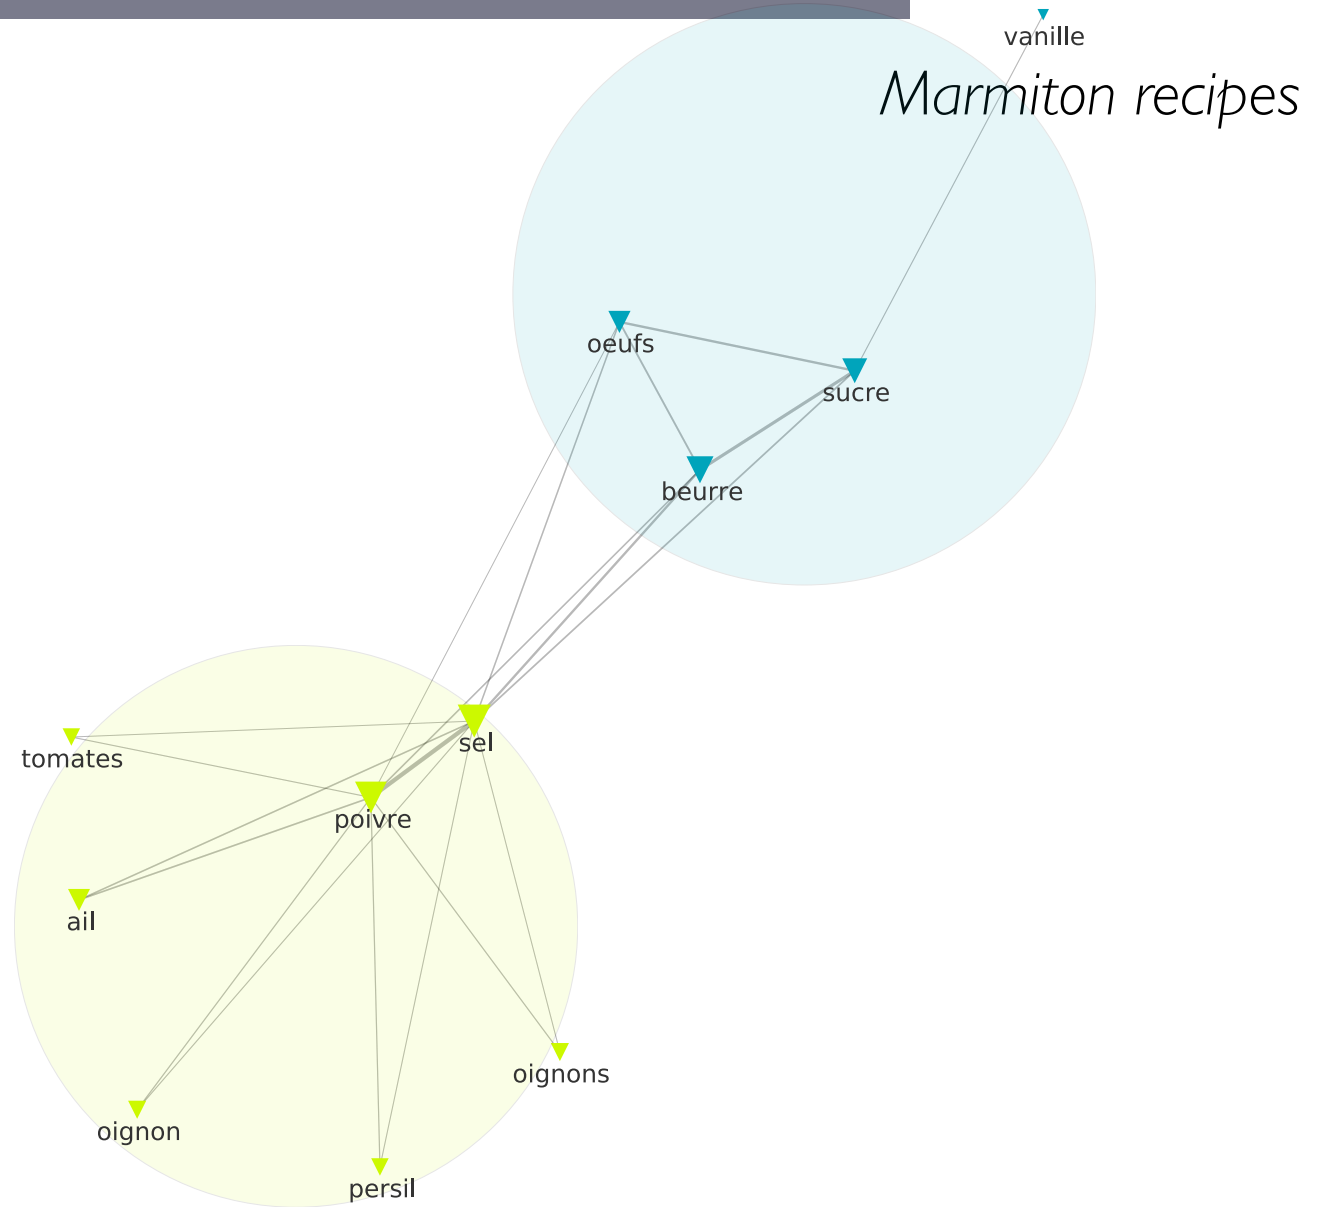 vanille
Marmiton recipes
oeufs
sucre
beurre
sel
tomates
poivre
ail
oignons
oignon
persil